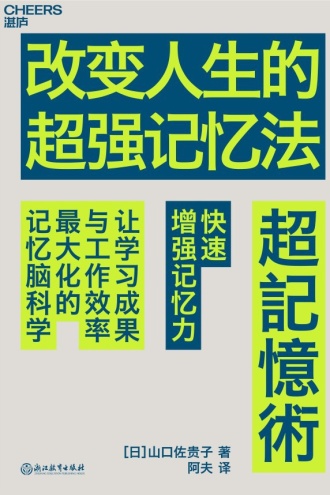 CHEERS
湛庐
改变人生的
超强记忆法
超記憶術
快速
增强记忆力
让学习成果
与工作效率
最大化的
记忆脑科学
[日]山口佐贵子 著
阿夫 译
浙江教育出版社